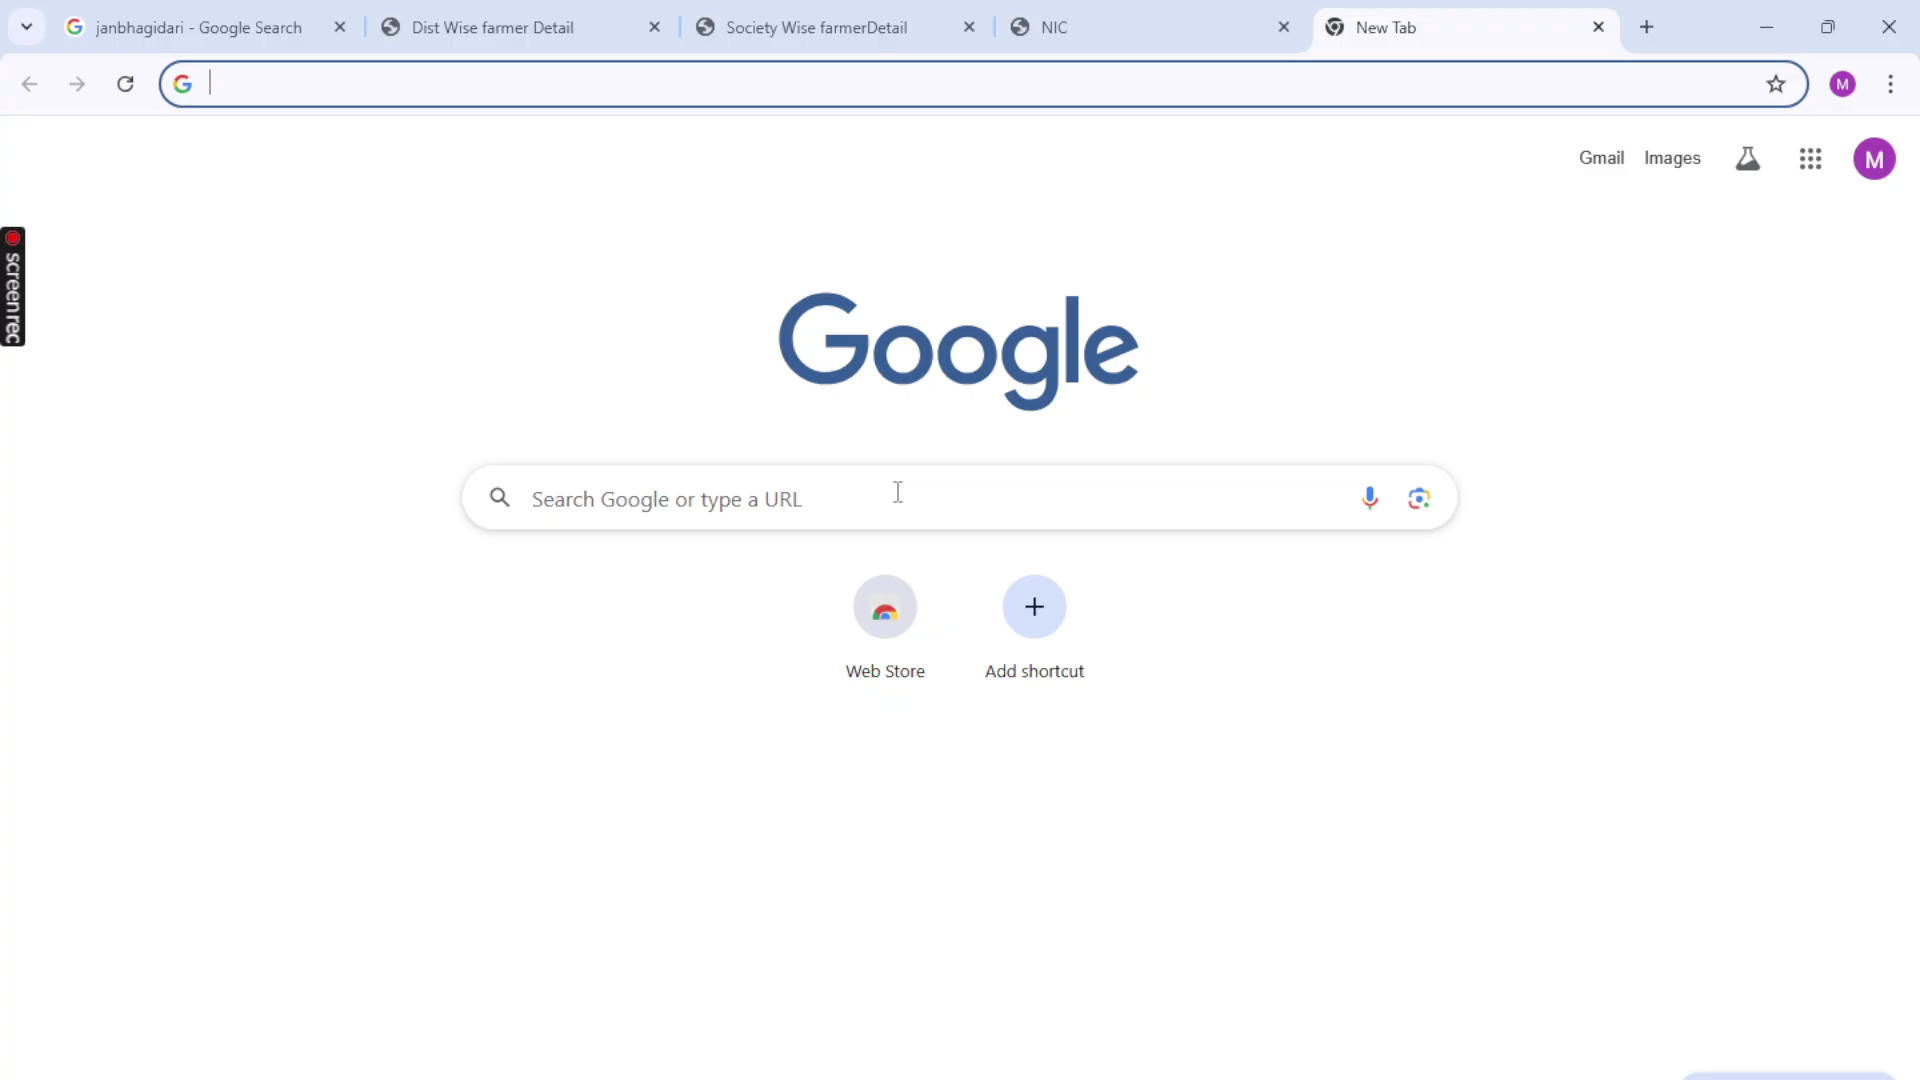 janbhagidari - Google Search
Dist Wise farmer Detail
Society Wise farmerDetail
NIC
New Tab
M
Gmail
Images
M
screenrec
Google
Search Google or type a URL
Web Store
Add shortcut